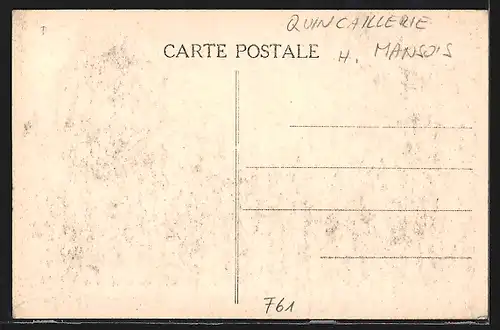 QUINCAILLERIE
CARTE POSTALE
H. MANSOIS
761